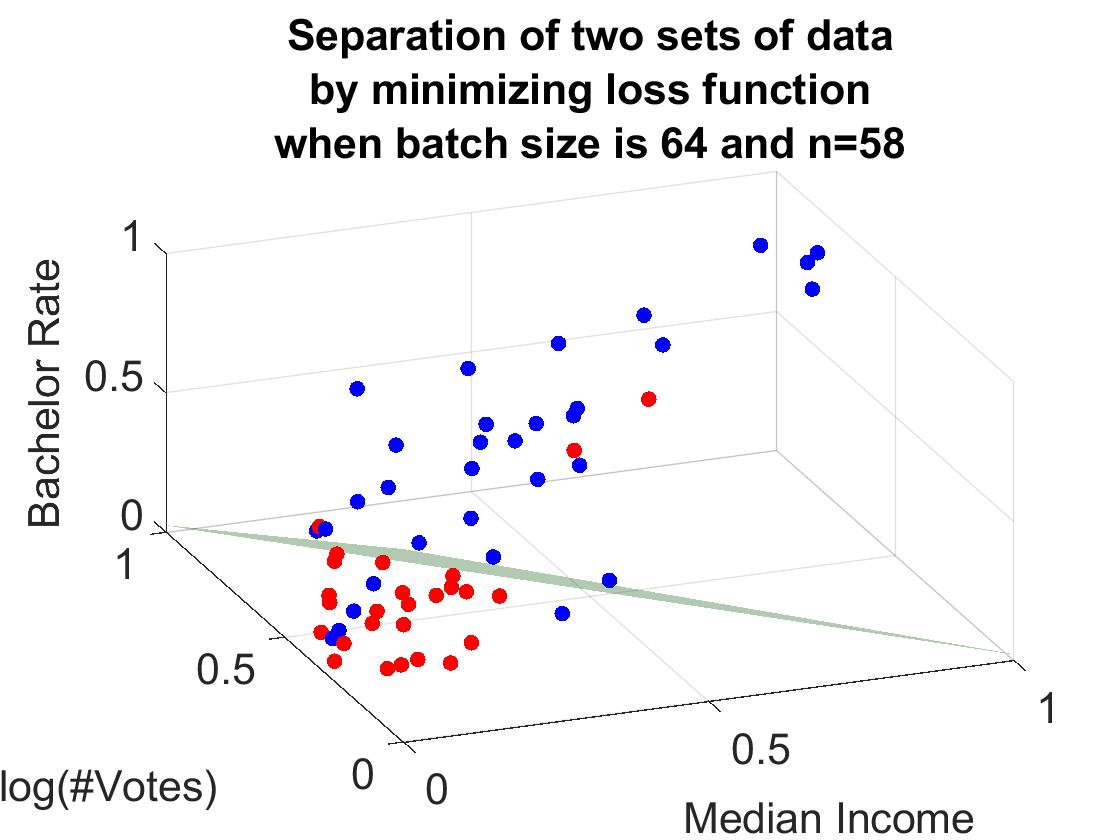 Separation of two sets of data
by minimizing loss function
when batch size is 64 and n=58
1
0.5
0
Bachelor Rate
1
0.5
0
log(#Votes)
0
0.5
1
Median Income